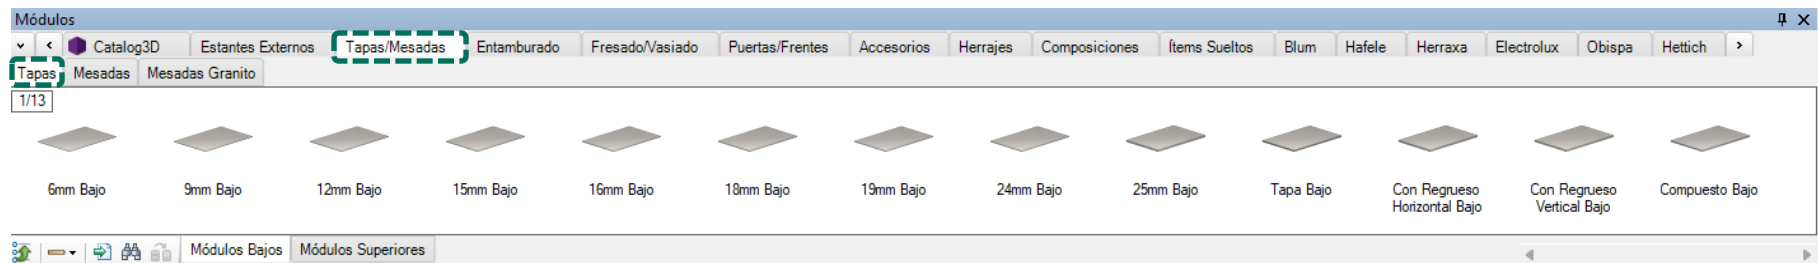 Módulos
Catalog3D Estantes Externos Tapas/Mesadas Entamburado Fresado/Vasiado Puertas/Frentes Accesorios Herrajes Composiciones Ítems Sueltos Blum Hafele Herraxa Electrolux Obispa Hettich
Tapas Mesadas Mesadas Granito
1/13
6mm Bajo 9mm Bajo 12mm Bajo 15mm Bajo 16mm Bajo 18mm Bajo 19mm Bajo 24mm Bajo 25mm Bajo Tapa Bajo Con Regrueso Con Regrueso Compuesto Bajo
Horizontal Bajo Vertical Bajo
Módulos Bajos Módulos Superiores